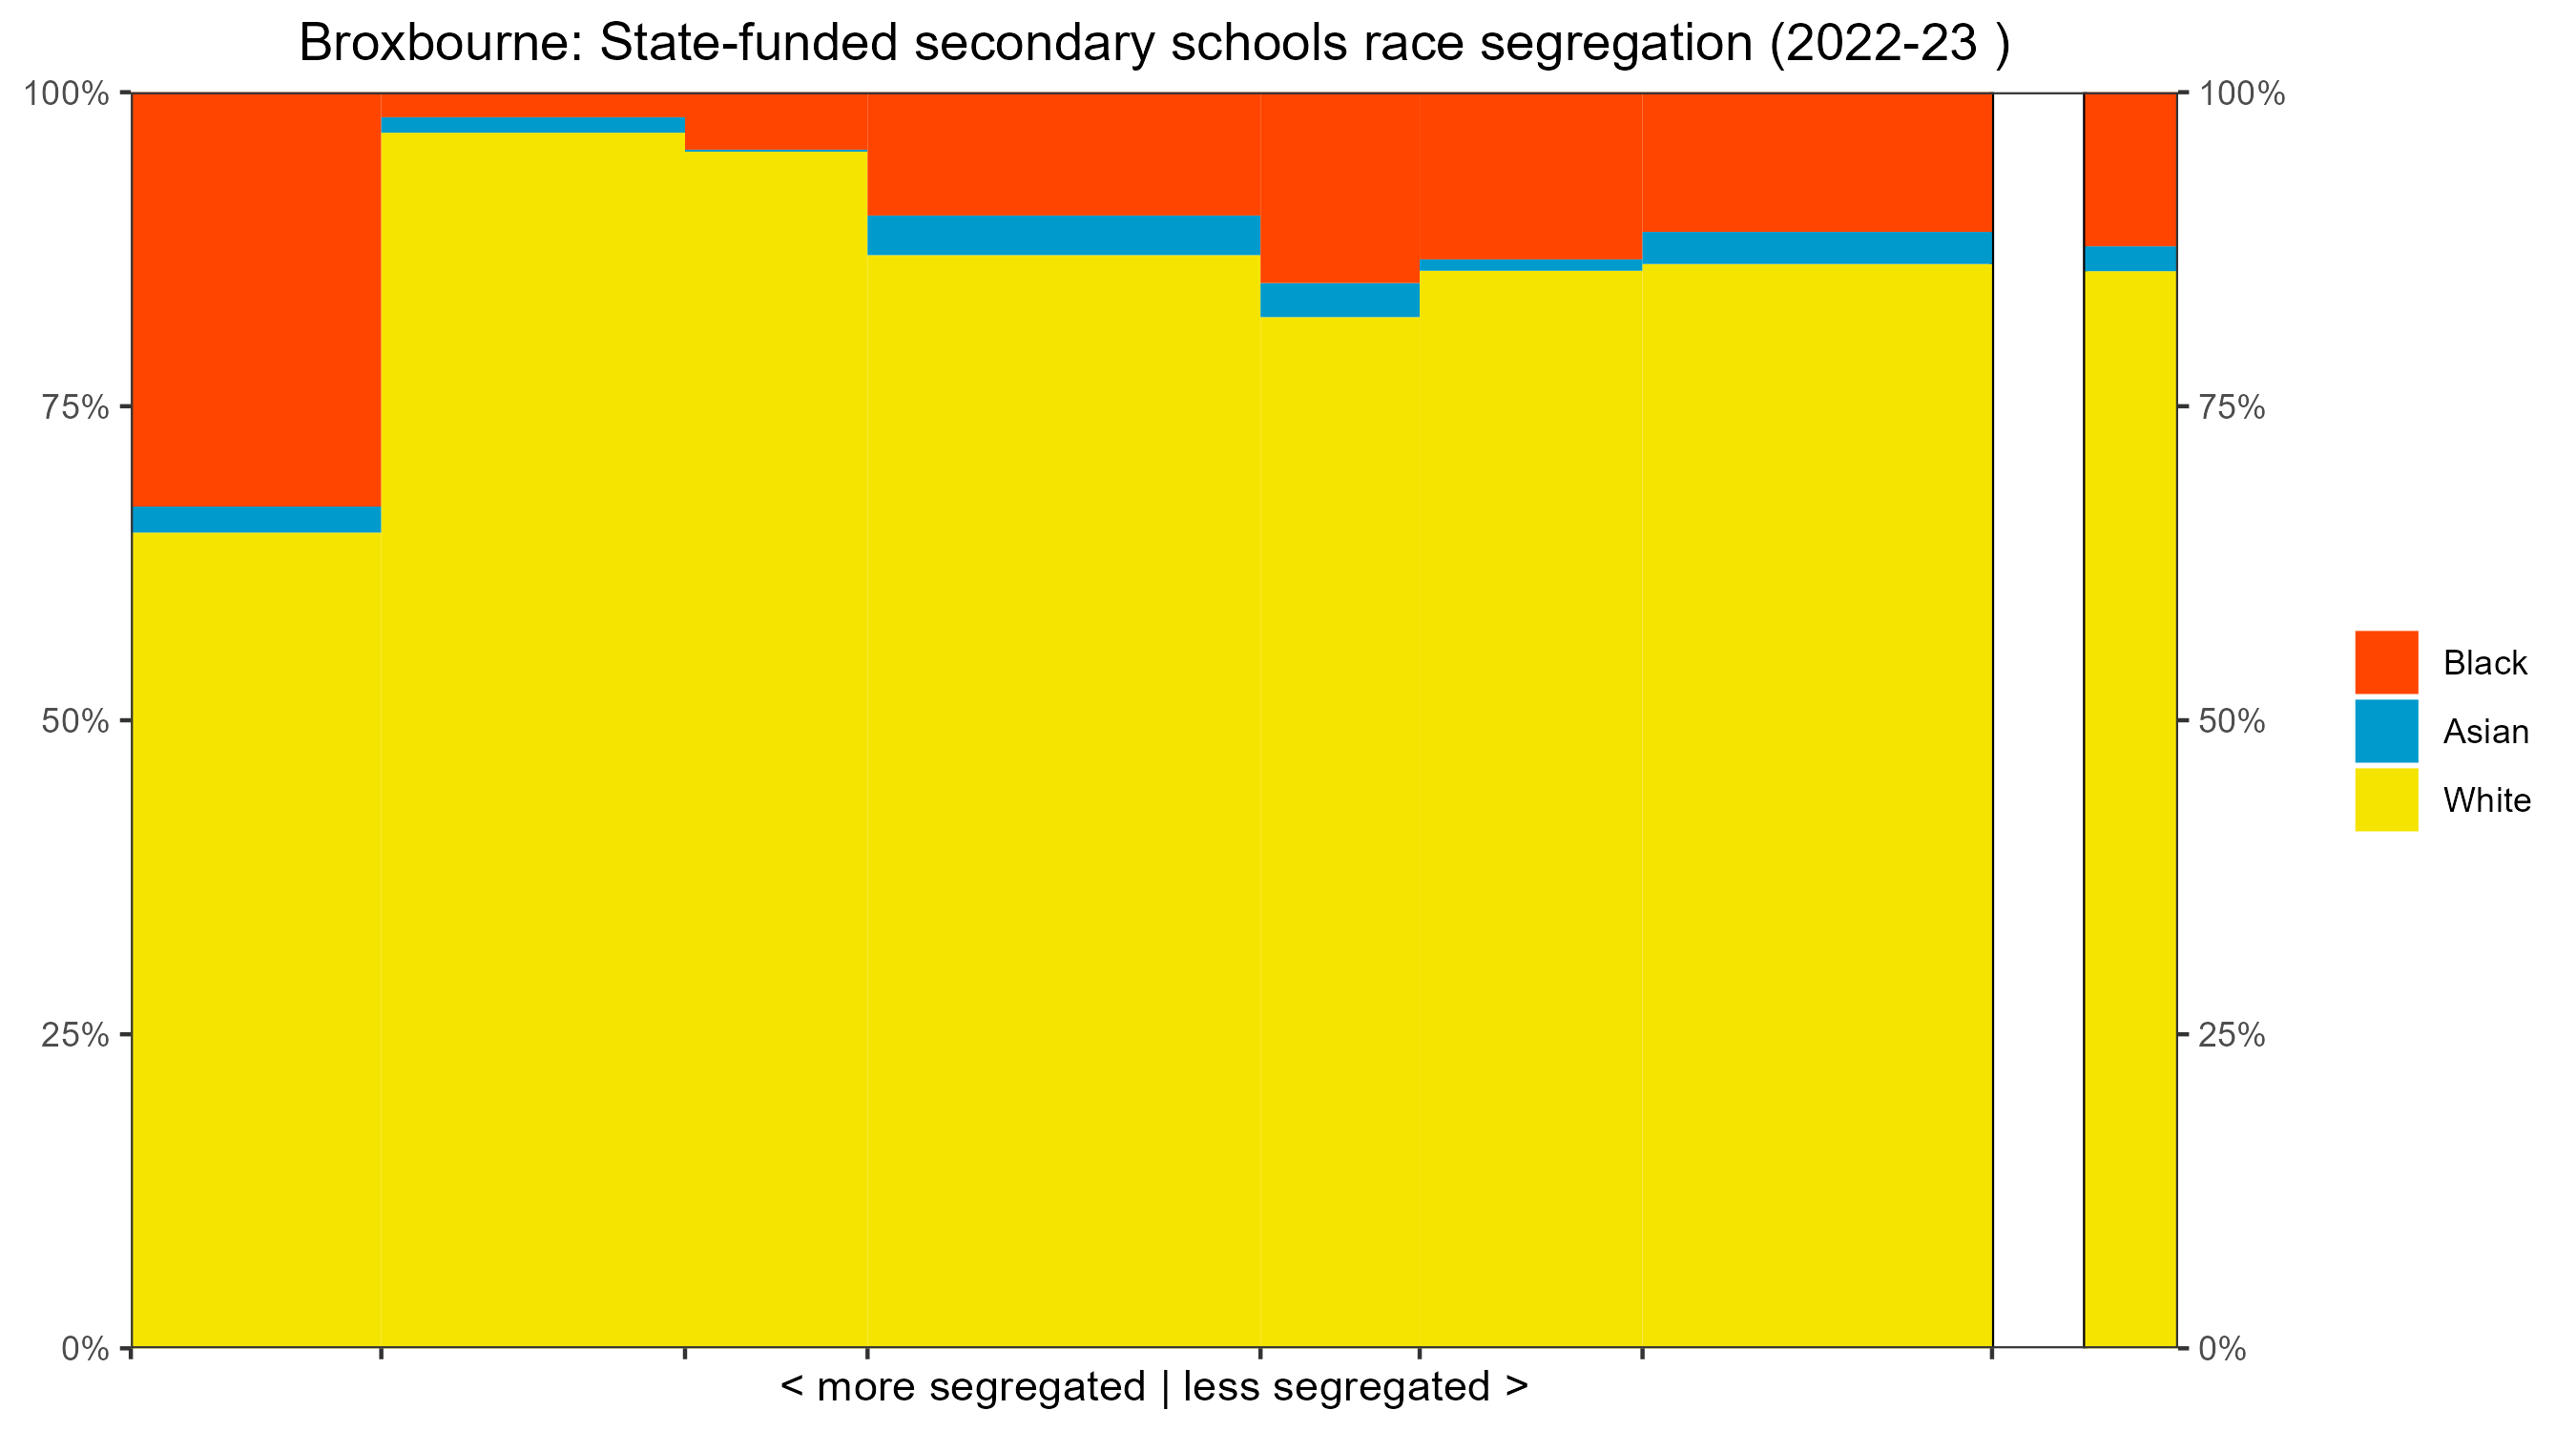 Broxbourne: State-funded secondary schools race segregation (2022-23 )
100%
100%
75%
75%
50%
50%
25%
25%
0%
0%
Black
Asian
White
< more segregated | less segregated >